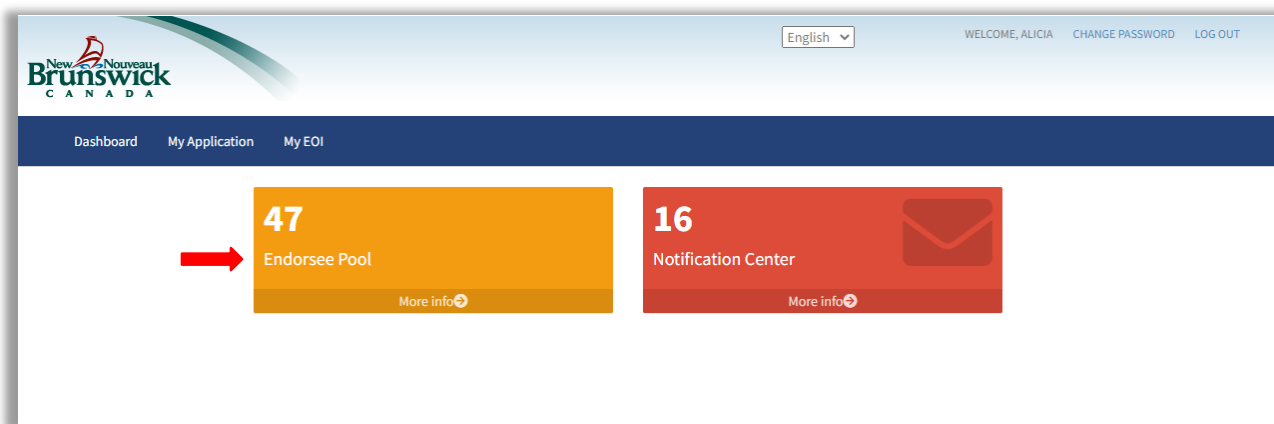 English
WELCOME, ALICIA CHANGE PASSWORD LOG OUT
New Nouveau
Brunswick
CANADA
Dashboard My Application My EOI
47
Endorsee Pool
More info
16
Notification Center
More info